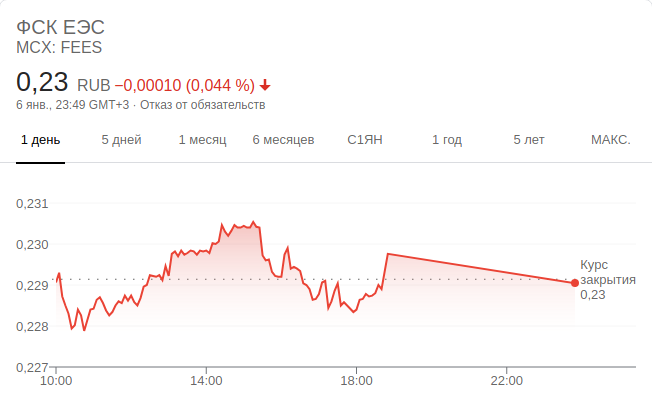 ФСК ЕЭС
MCX: FEES
0,23 RUB −0,00010 (0,044 %)
6 янв., 23:49 GMT+3 · Отказ от обязательств
1 день 5 дней 1 месяц 6 месяцев С1ЯН 1 год 5 лет МАКС.
0,231
0,230
Курс
закрытия
0,229
0,23
0,228
0,227
10:00 14:00 18:00 22:00